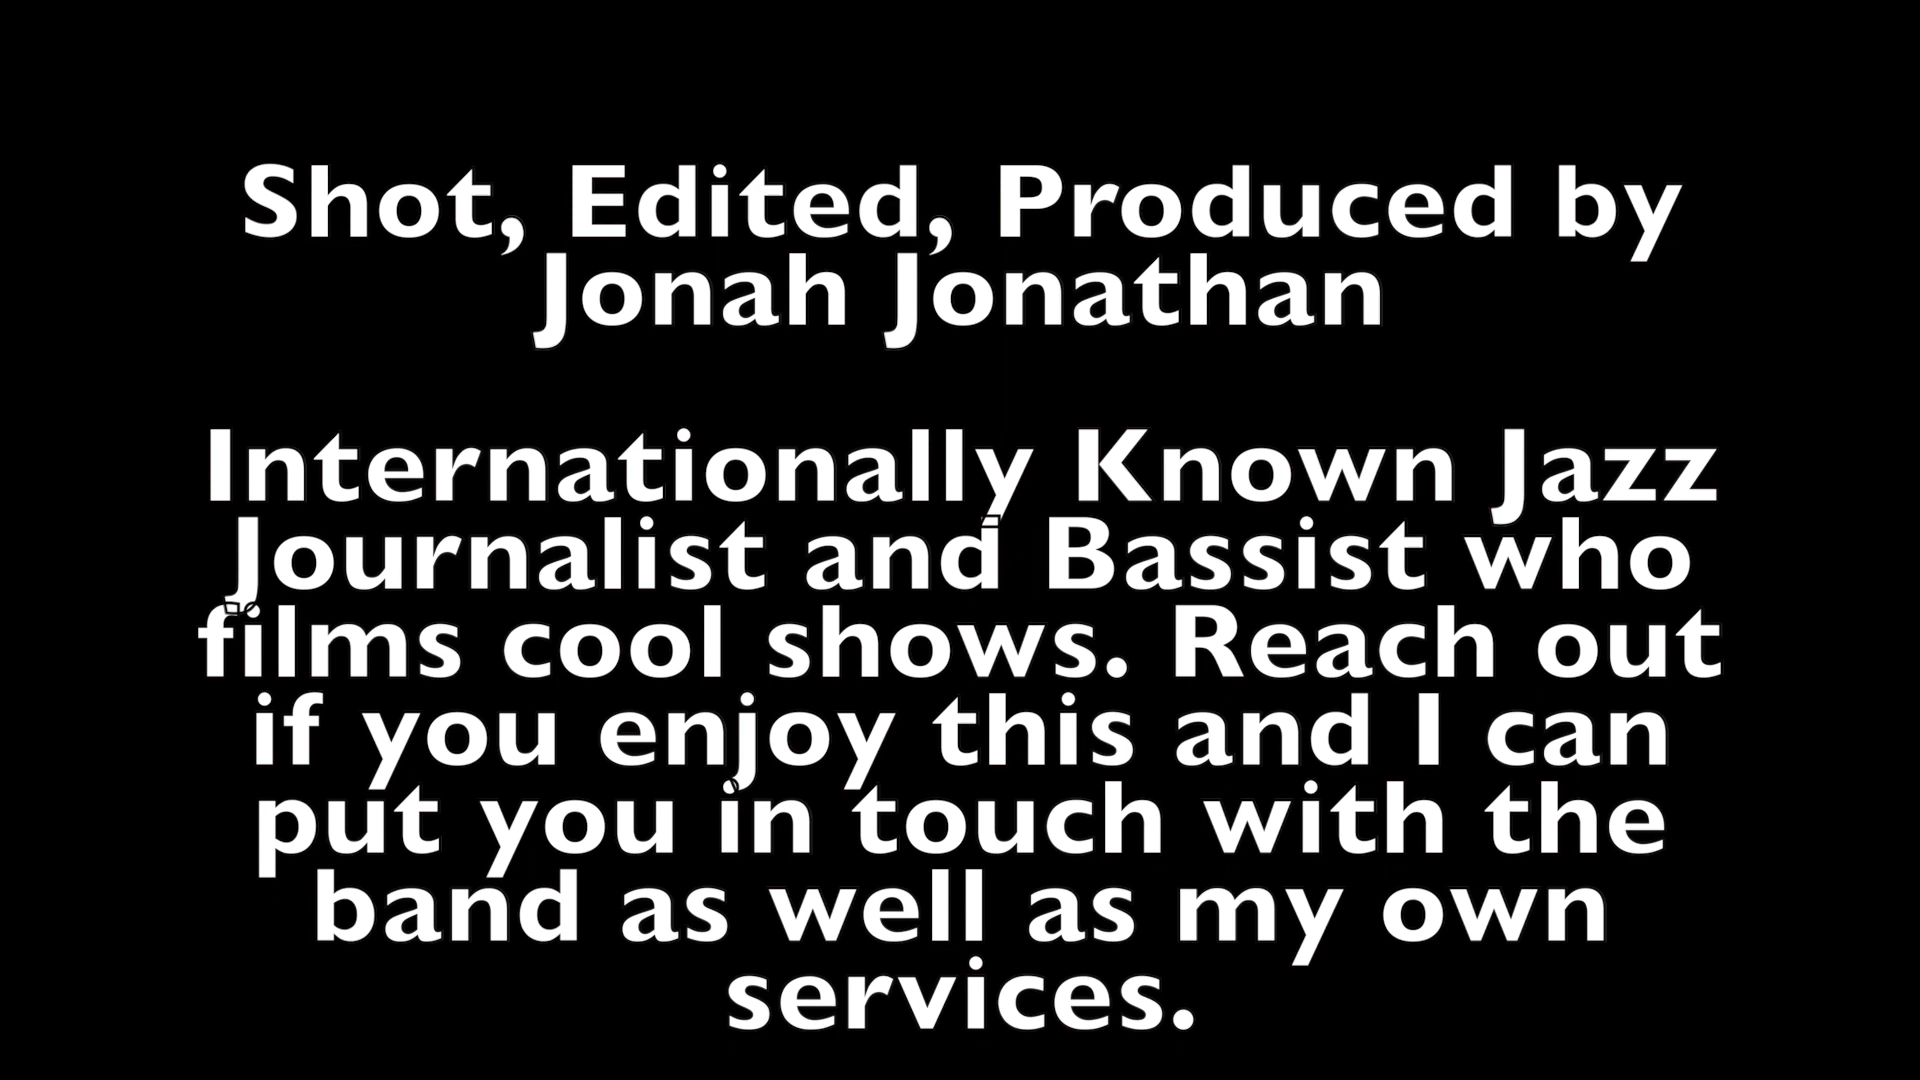 Shot, Edited, Produced by
Jonah Jonathan
Internationally Known Jazz
Journalist and Bassist who
films cool shows. Reach out
if you enjoy this and I can
put you in touch with the
band as well as my own
services.